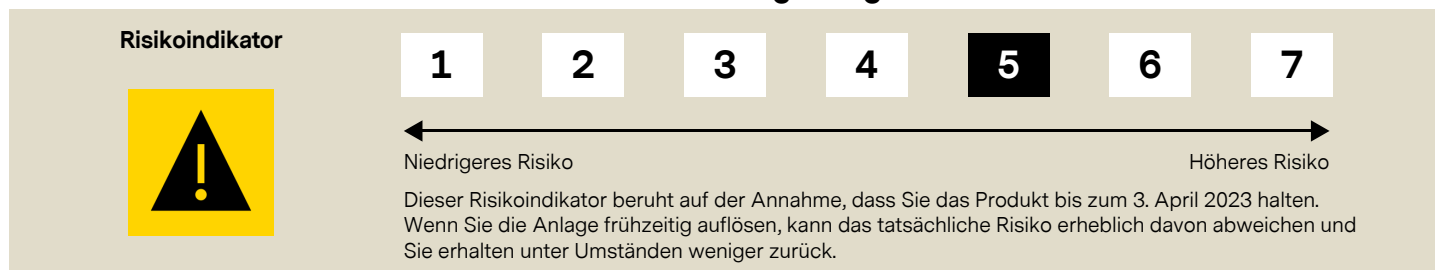 Risikoindikator
1 2 3 4 5 6 7
Niedrigeres Risiko Höheres Risiko
Dieser Risikoindikator beruht auf der Annahme, dass Sie das Produkt bis zum 3. April 2023 halten.
Wenn Sie die Anlage frühzeitig auflösen, kann das tatsächliche Risiko erheblich davon abweichen und
Sie erhalten unter Umständen weniger zurück.